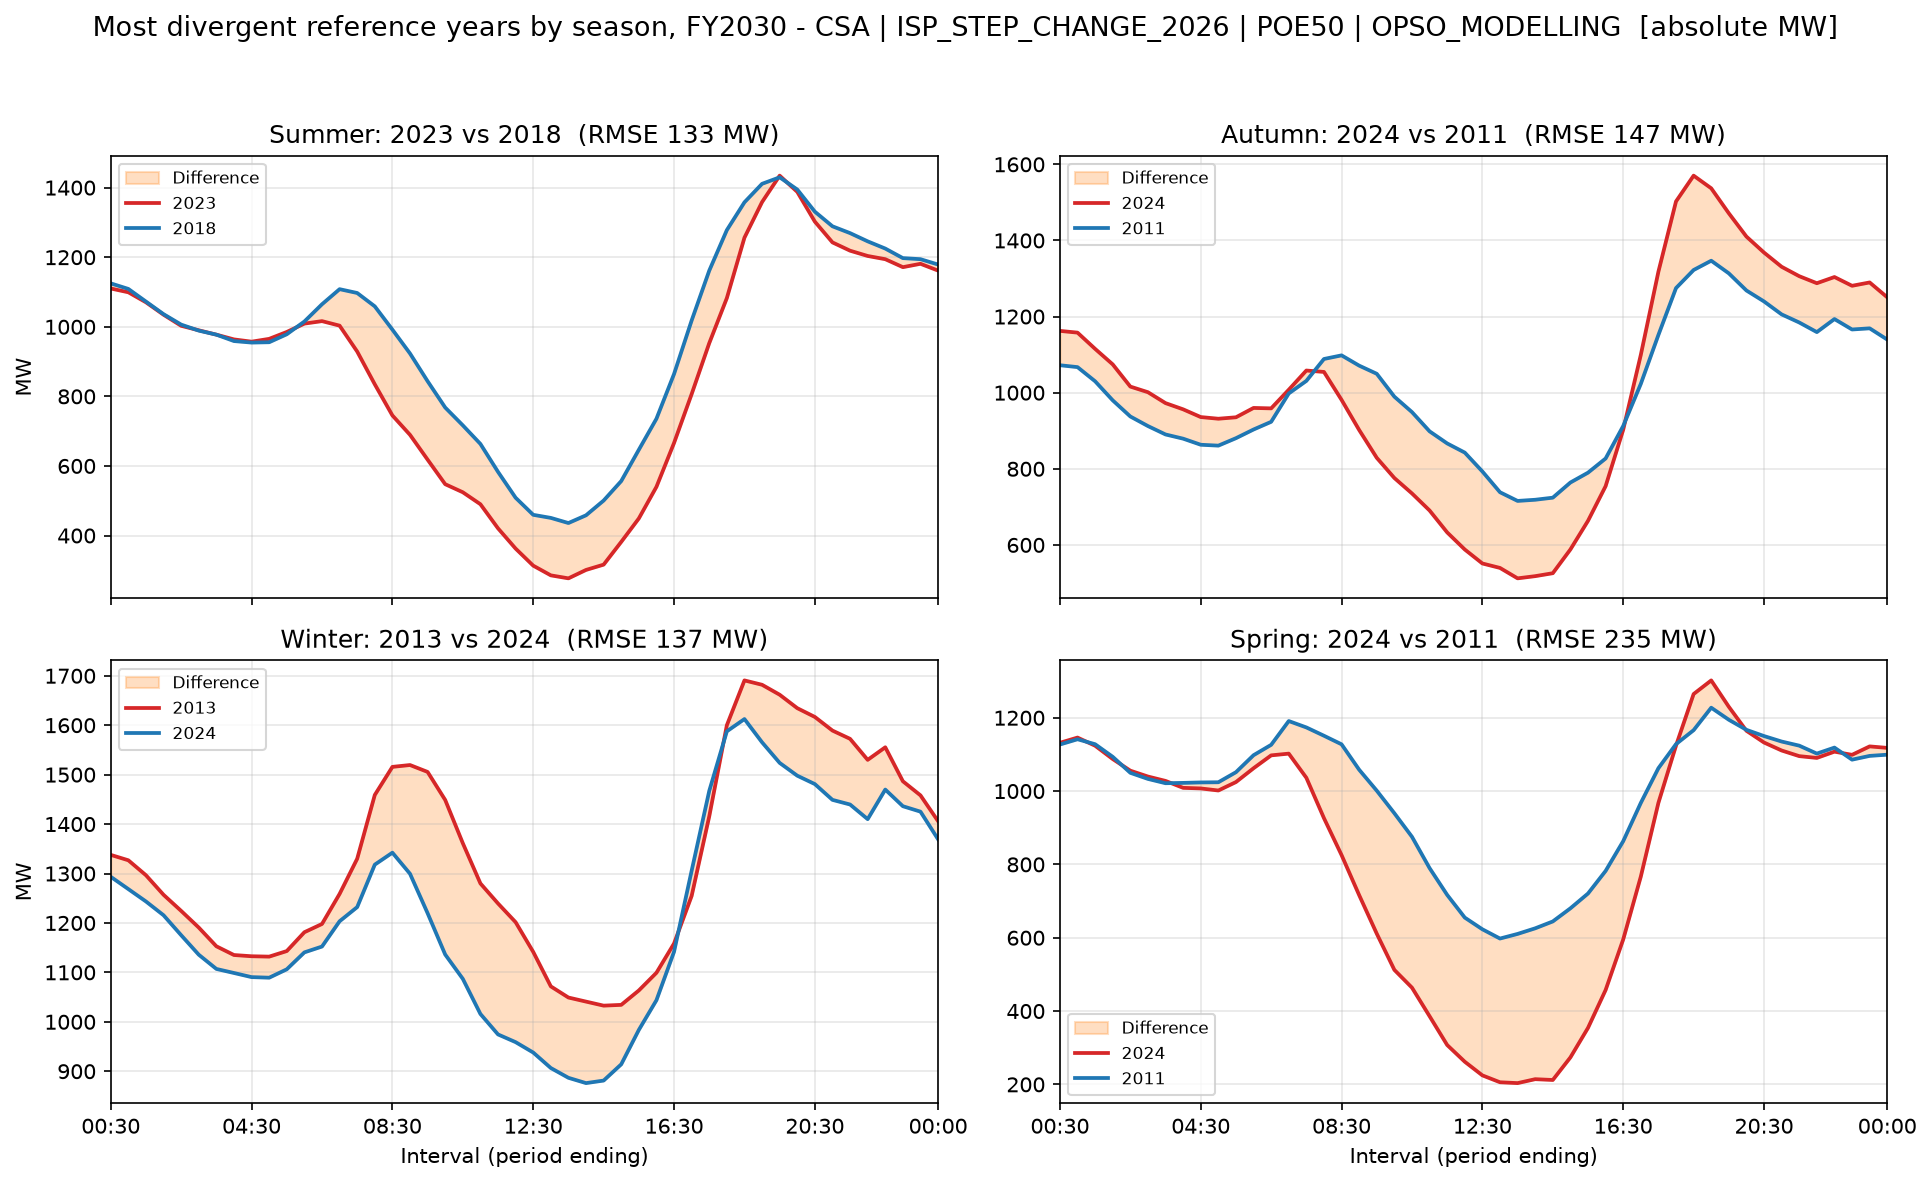 Most divergent reference years by season, FY2030 - CSA | ISP_STEP_CHANGE_2026 | POE50 | OPSO_MODELLING  [absolute MW]
Summer: 2023 vs 2018  (RMSE 133 MW)
Difference
2023
2018
1400
1200
1000
800
600
400
MW
Autumn: 2024 vs 2011  (RMSE 147 MW)
Difference
2024
2011
1600
1400
1200
1000
800
600
Winter: 2013 vs 2024  (RMSE 137 MW)
Difference
2013
2024
1700
1600
1500
1400
1300
1200
1100
1000
900
MW
00:30 04:30 08:30 12:30 16:30 20:30 00:00
Interval (period ending)
Spring: 2024 vs 2011  (RMSE 235 MW)
1200
1000
800
600
400
200
Difference
2024
2011
00:30 04:30 08:30 12:30 16:30 20:30 00:00
Interval (period ending)